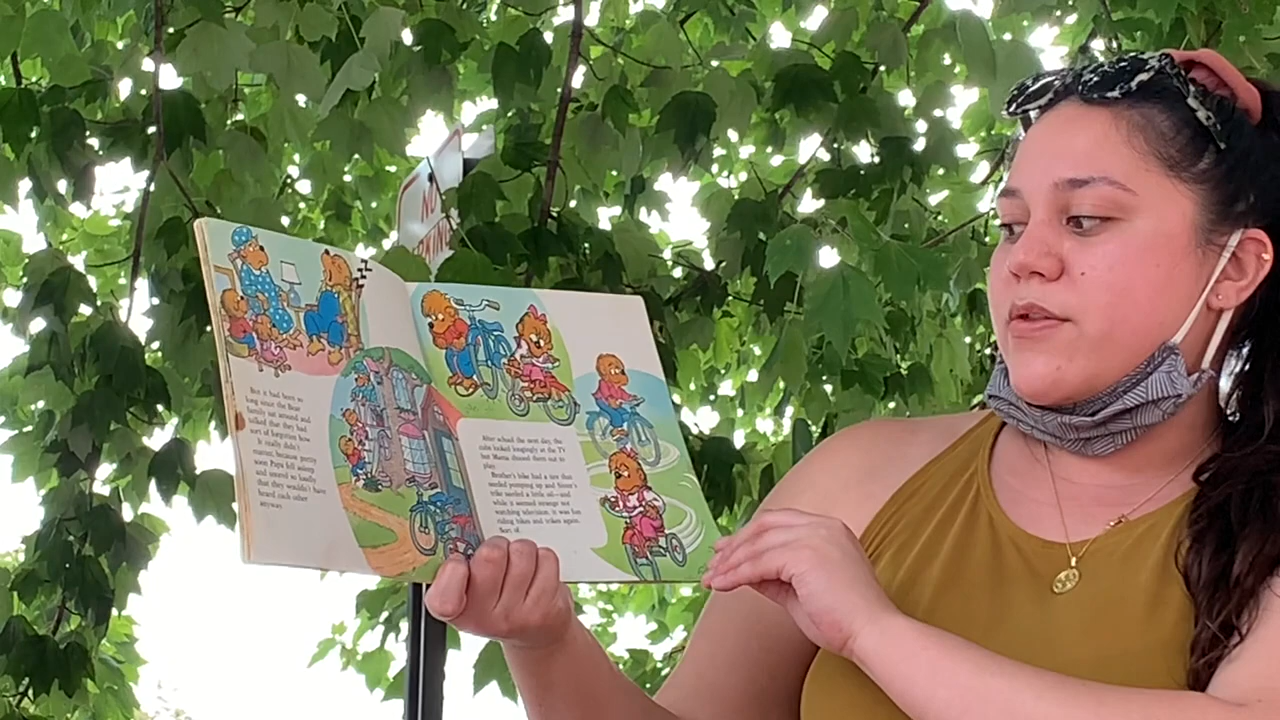 NO
PARKING
But it had been so
long since the Bear
family sat around and
talked that they had
sort of forgotten how.
It really didn't
matter, because pretty
soon Papa fell asleep
and snored so loudly
that they wouldn't have
heard each other
anyway.
After school the next day, the
cubs looked longingly at the TV
but Mama shooed them out to
play.
Brother's bike had a tire that
needed pumping up and Sister's
trike needed a little oil—and
while it seemed strange not
watching television, it was fun
riding bikes and trikes again.
Sort of.